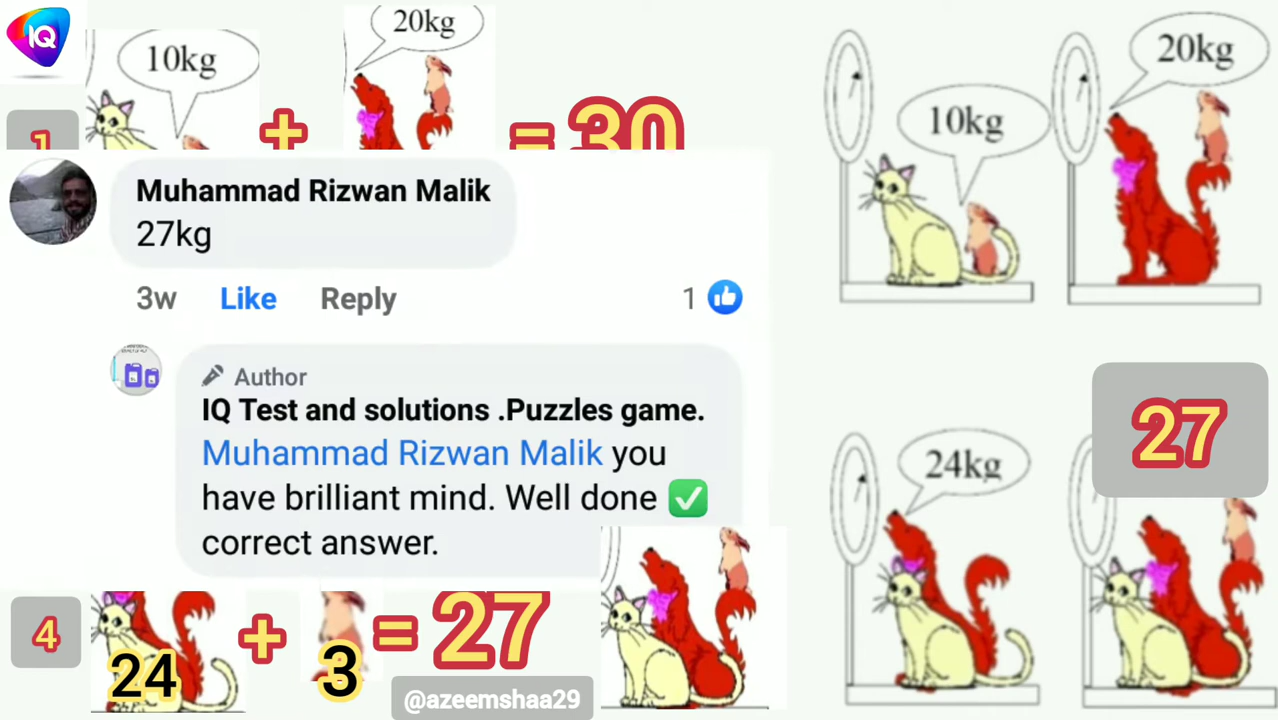 IQ
10kg
20kg
1
+
= 30
Muhammad Rizwan Malik
27kg
3w Like Reply 1
Author
IQ Test and solutions .Puzzles game.
Muhammad Rizwan Malik you
have brilliant mind. Well done ✅
correct answer.
4
24 + 3 = 27
@azeemshaa29
10kg
20kg
24kg
27